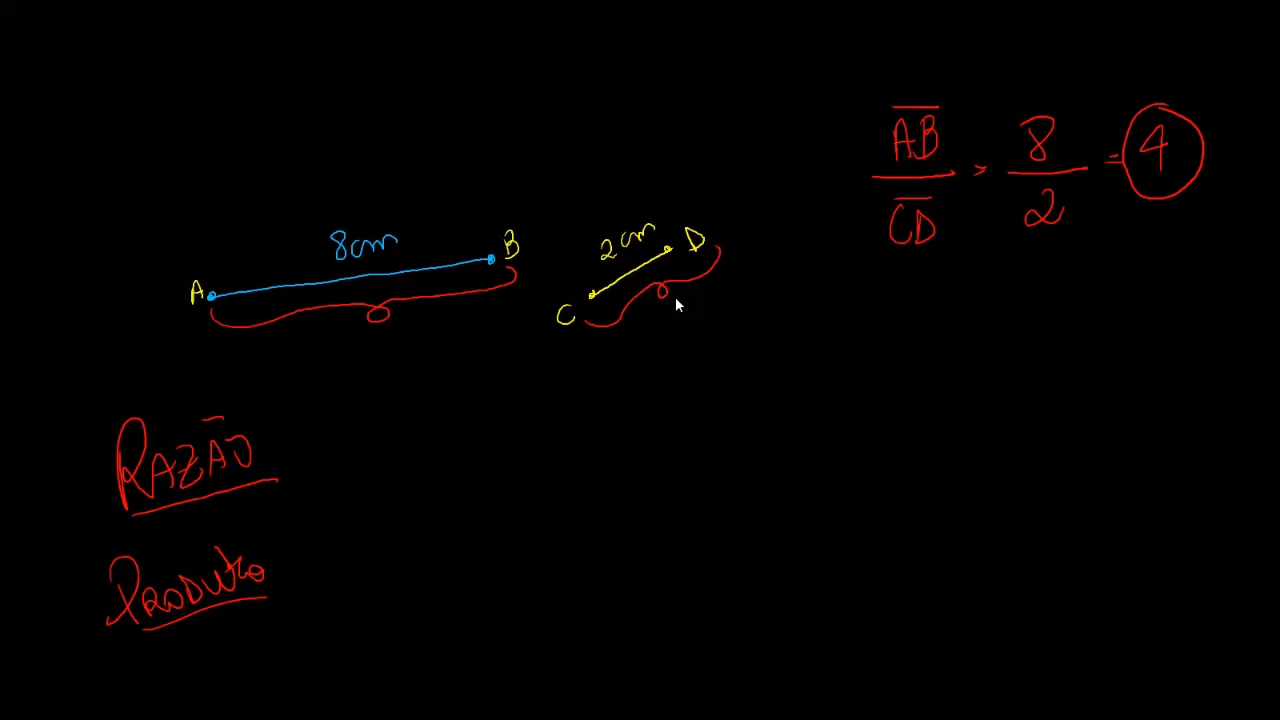 8cm
A B
2cm
C D
AB/CD = 8/2 = 4
RAZÃO
PRODUTO